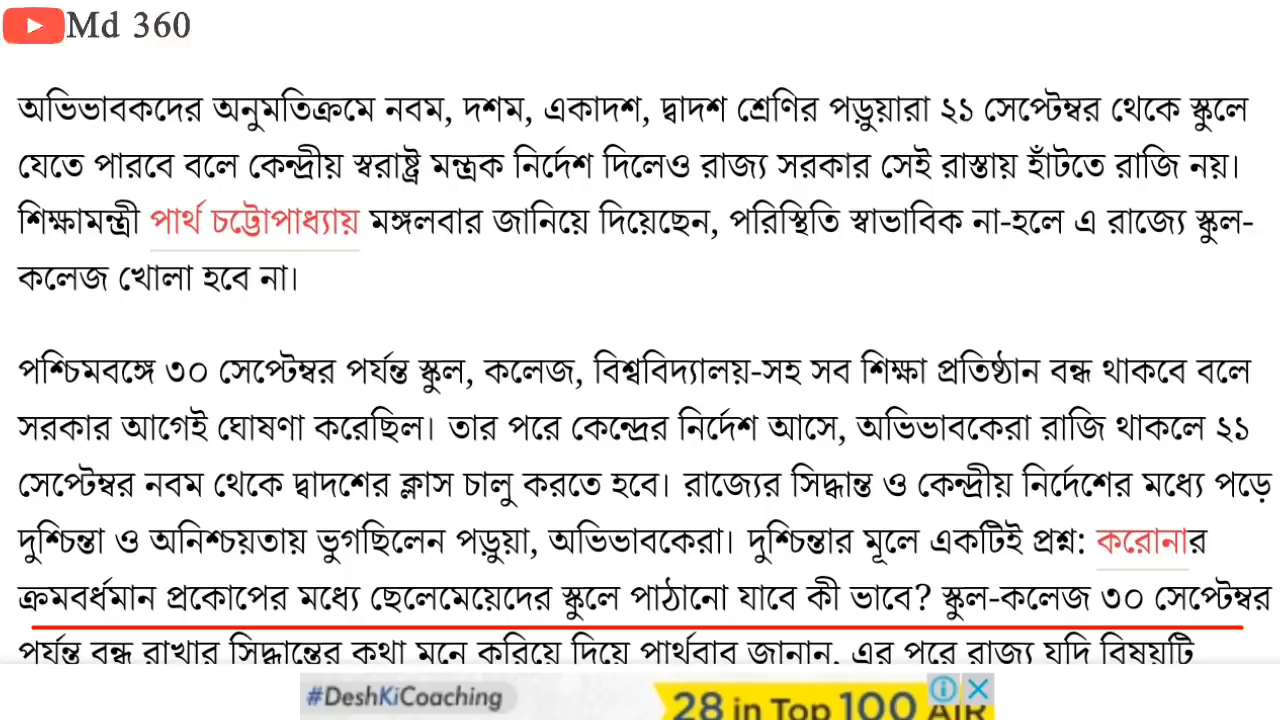 Md 360
অভিভাবকদের অনুমতিক্রমে নবম, দশম, একাদশ, দ্বাদশ শ্রেণির পড়ুয়ারা ২১ সেপ্টেম্বর থেকে স্কুলে
যেতে পারবে বলে কেন্দ্রীয় স্বরাষ্ট্র মন্ত্রক নির্দেশ দিলেও রাজ্য সরকার সেই রাস্তায় হাঁটতে রাজি নয়।
শিক্ষামন্ত্রী পার্থ চট্টোপাধ্যায় মঙ্গলবার জানিয়ে দিয়েছেন, পরিস্থিতি স্বাভাবিক না-হলে এ রাজ্যে স্কুল-
কলেজ খোলা হবে না।
পশ্চিমবঙ্গে ৩০ সেপ্টেম্বর পর্যন্ত স্কুল, কলেজ, বিশ্ববিদ্যালয়-সহ সব শিক্ষা প্রতিষ্ঠান বন্ধ থাকবে বলে
সরকার আগেই ঘোষণা করেছিল। তার পরে কেন্দ্রের নির্দেশ আসে, অভিভাবকেরা রাজি থাকলে ২১
সেপ্টেম্বর নবম থেকে দ্বাদশের ক্লাস চালু করতে হবে। রাজ্যের সিদ্ধান্ত ও কেন্দ্রীয় নির্দেশের মধ্যে পড়ে
দুশ্চিন্তা ও অনিশ্চয়তায় ভুগছিলেন পড়ুয়া, অভিভাবকেরা। দুশ্চিন্তার মূলে একটিই প্রশ্ন: করোনার
ক্রমবর্ধমান প্রকোপের মধ্যে ছেলেমেয়েদের স্কুলে পাঠানো যাবে কী ভাবে? স্কুল-কলেজ ৩০ সেপ্টেম্বর
পর্যন্ত বন্ধ রাখার সিদ্ধান্তের কথা মনে করিয়ে দিয়ে পার্থবাবু জানান, এর পরে রাজ্য যদি বিষয়টি
#DeshKiCoaching
28 in Top 100 AIR